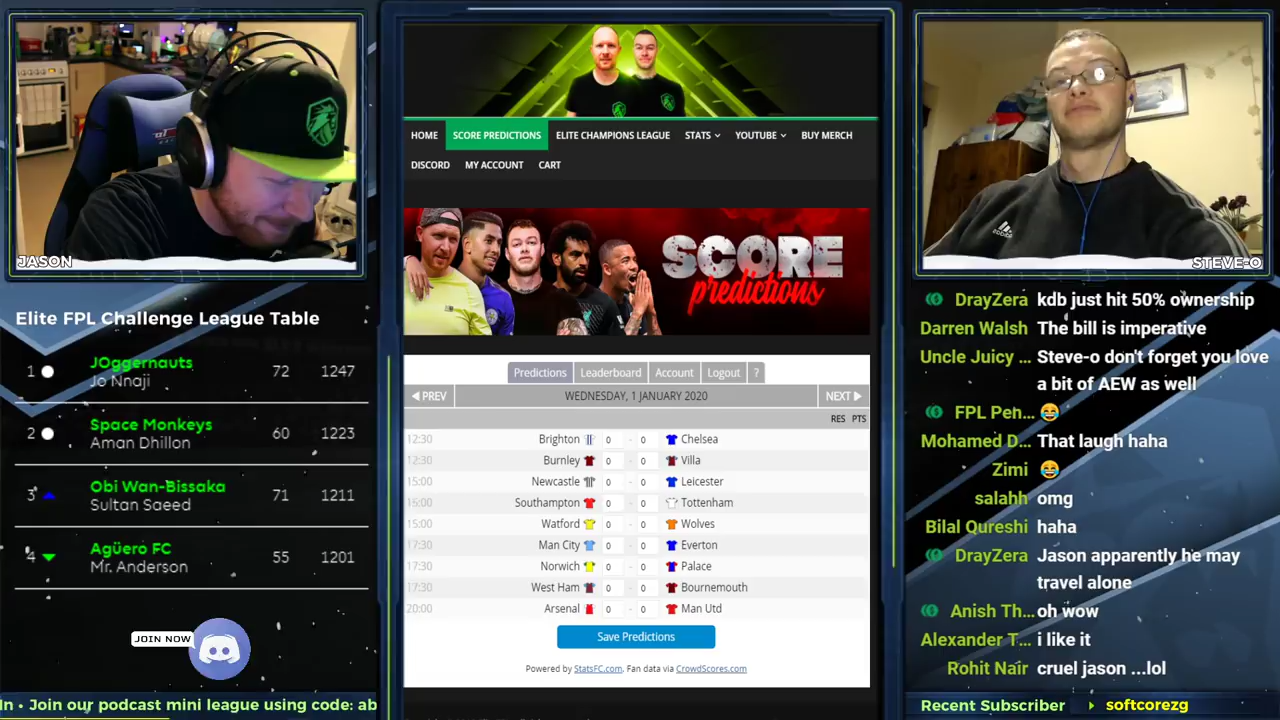 JASON
Elite FPL Challenge League Table
1 JOggernauts 72 1247
Jo Nnaji
2 Space Monkeys 60 1223
Aman Dhillon
3 Obi Wan-Bissaka 71 1211
Sultan Saeed
4 Agüero FC 55 1201
Mr. Anderson
JOIN NOW
In • Join our podcast mini league using code: ab
HOME SCORE PREDICTIONS ELITE CHAMPIONS LEAGUE STATS YOUTUBE BUY MERCH
DISCORD MY ACCOUNT CART
SCORE
predictions
Predictions Leaderboard Account Logout ?
PREV WEDNESDAY, 1 JANUARY 2020 NEXT
RES PTS
12:30 Brighton 0 - 0 Chelsea
12:30 Burnley 0 - 0 Villa
15:00 Newcastle 0 - 0 Leicester
15:00 Southampton 0 - 0 Tottenham
15:00 Watford 0 - 0 Wolves
17:30 Man City 0 - 0 Everton
17:30 Norwich 0 - 0 Palace
17:30 West Ham 0 - 0 Bournemouth
20:00 Arsenal 0 - 0 Man Utd
Save Predictions
Powered by StatsFC.com. Fan data via CrowdScores.com
STEVE-O
DrayZera kdb just hit 50% ownership
Darren Walsh The bill is imperative
Uncle Juicy ... Steve-o don't forget you love
a bit of AEW as well
FPL Peh... 😂
Mohamed D... That laugh haha
Zimi 😂
salahh omg
Bilal Qureshi haha
DrayZera Jason apparently he may
travel alone
Anish Th... oh wow
Alexander T... i like it
Rohit Nair cruel jason ...lol
Recent Subscriber softcorezg